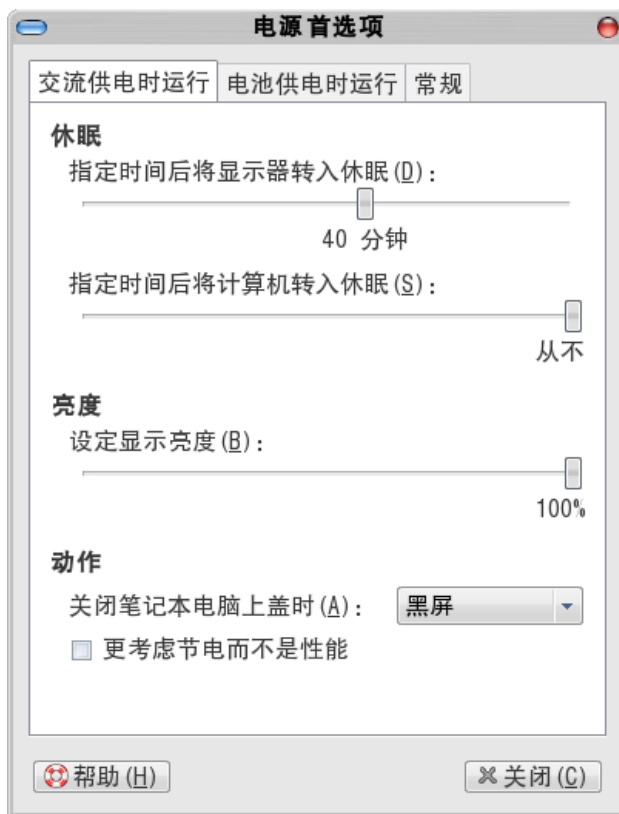 电源首选项
交流供电时运行 电池供电时运行 常规
休眠
指定时间后将显示器转入休眠(D):
40 分钟
指定时间后将计算机转入休眠(S):
从不
亮度
设定显示亮度(B):
100%
动作
关闭笔记本电脑上盖时(A): 黑屏
更考虑节电而不是性能
帮助(H) 关闭(C)